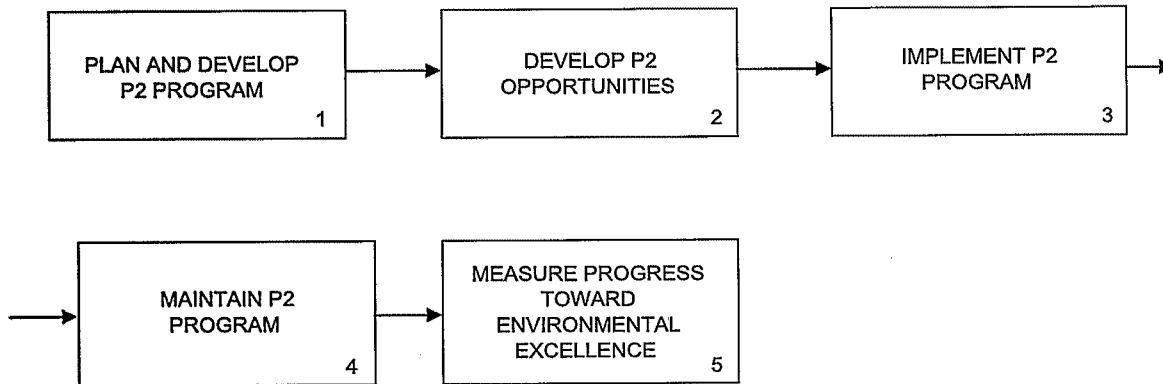 PLAN AND DEVELOP
P2 PROGRAM
1
DEVELOP P2
OPPORTUNITIES
2
IMPLEMENT P2
PROGRAM
3
MAINTAIN P2
PROGRAM
4
MEASURE PROGRESS
TOWARD
ENVIRONMENTAL
EXCELLENCE
5